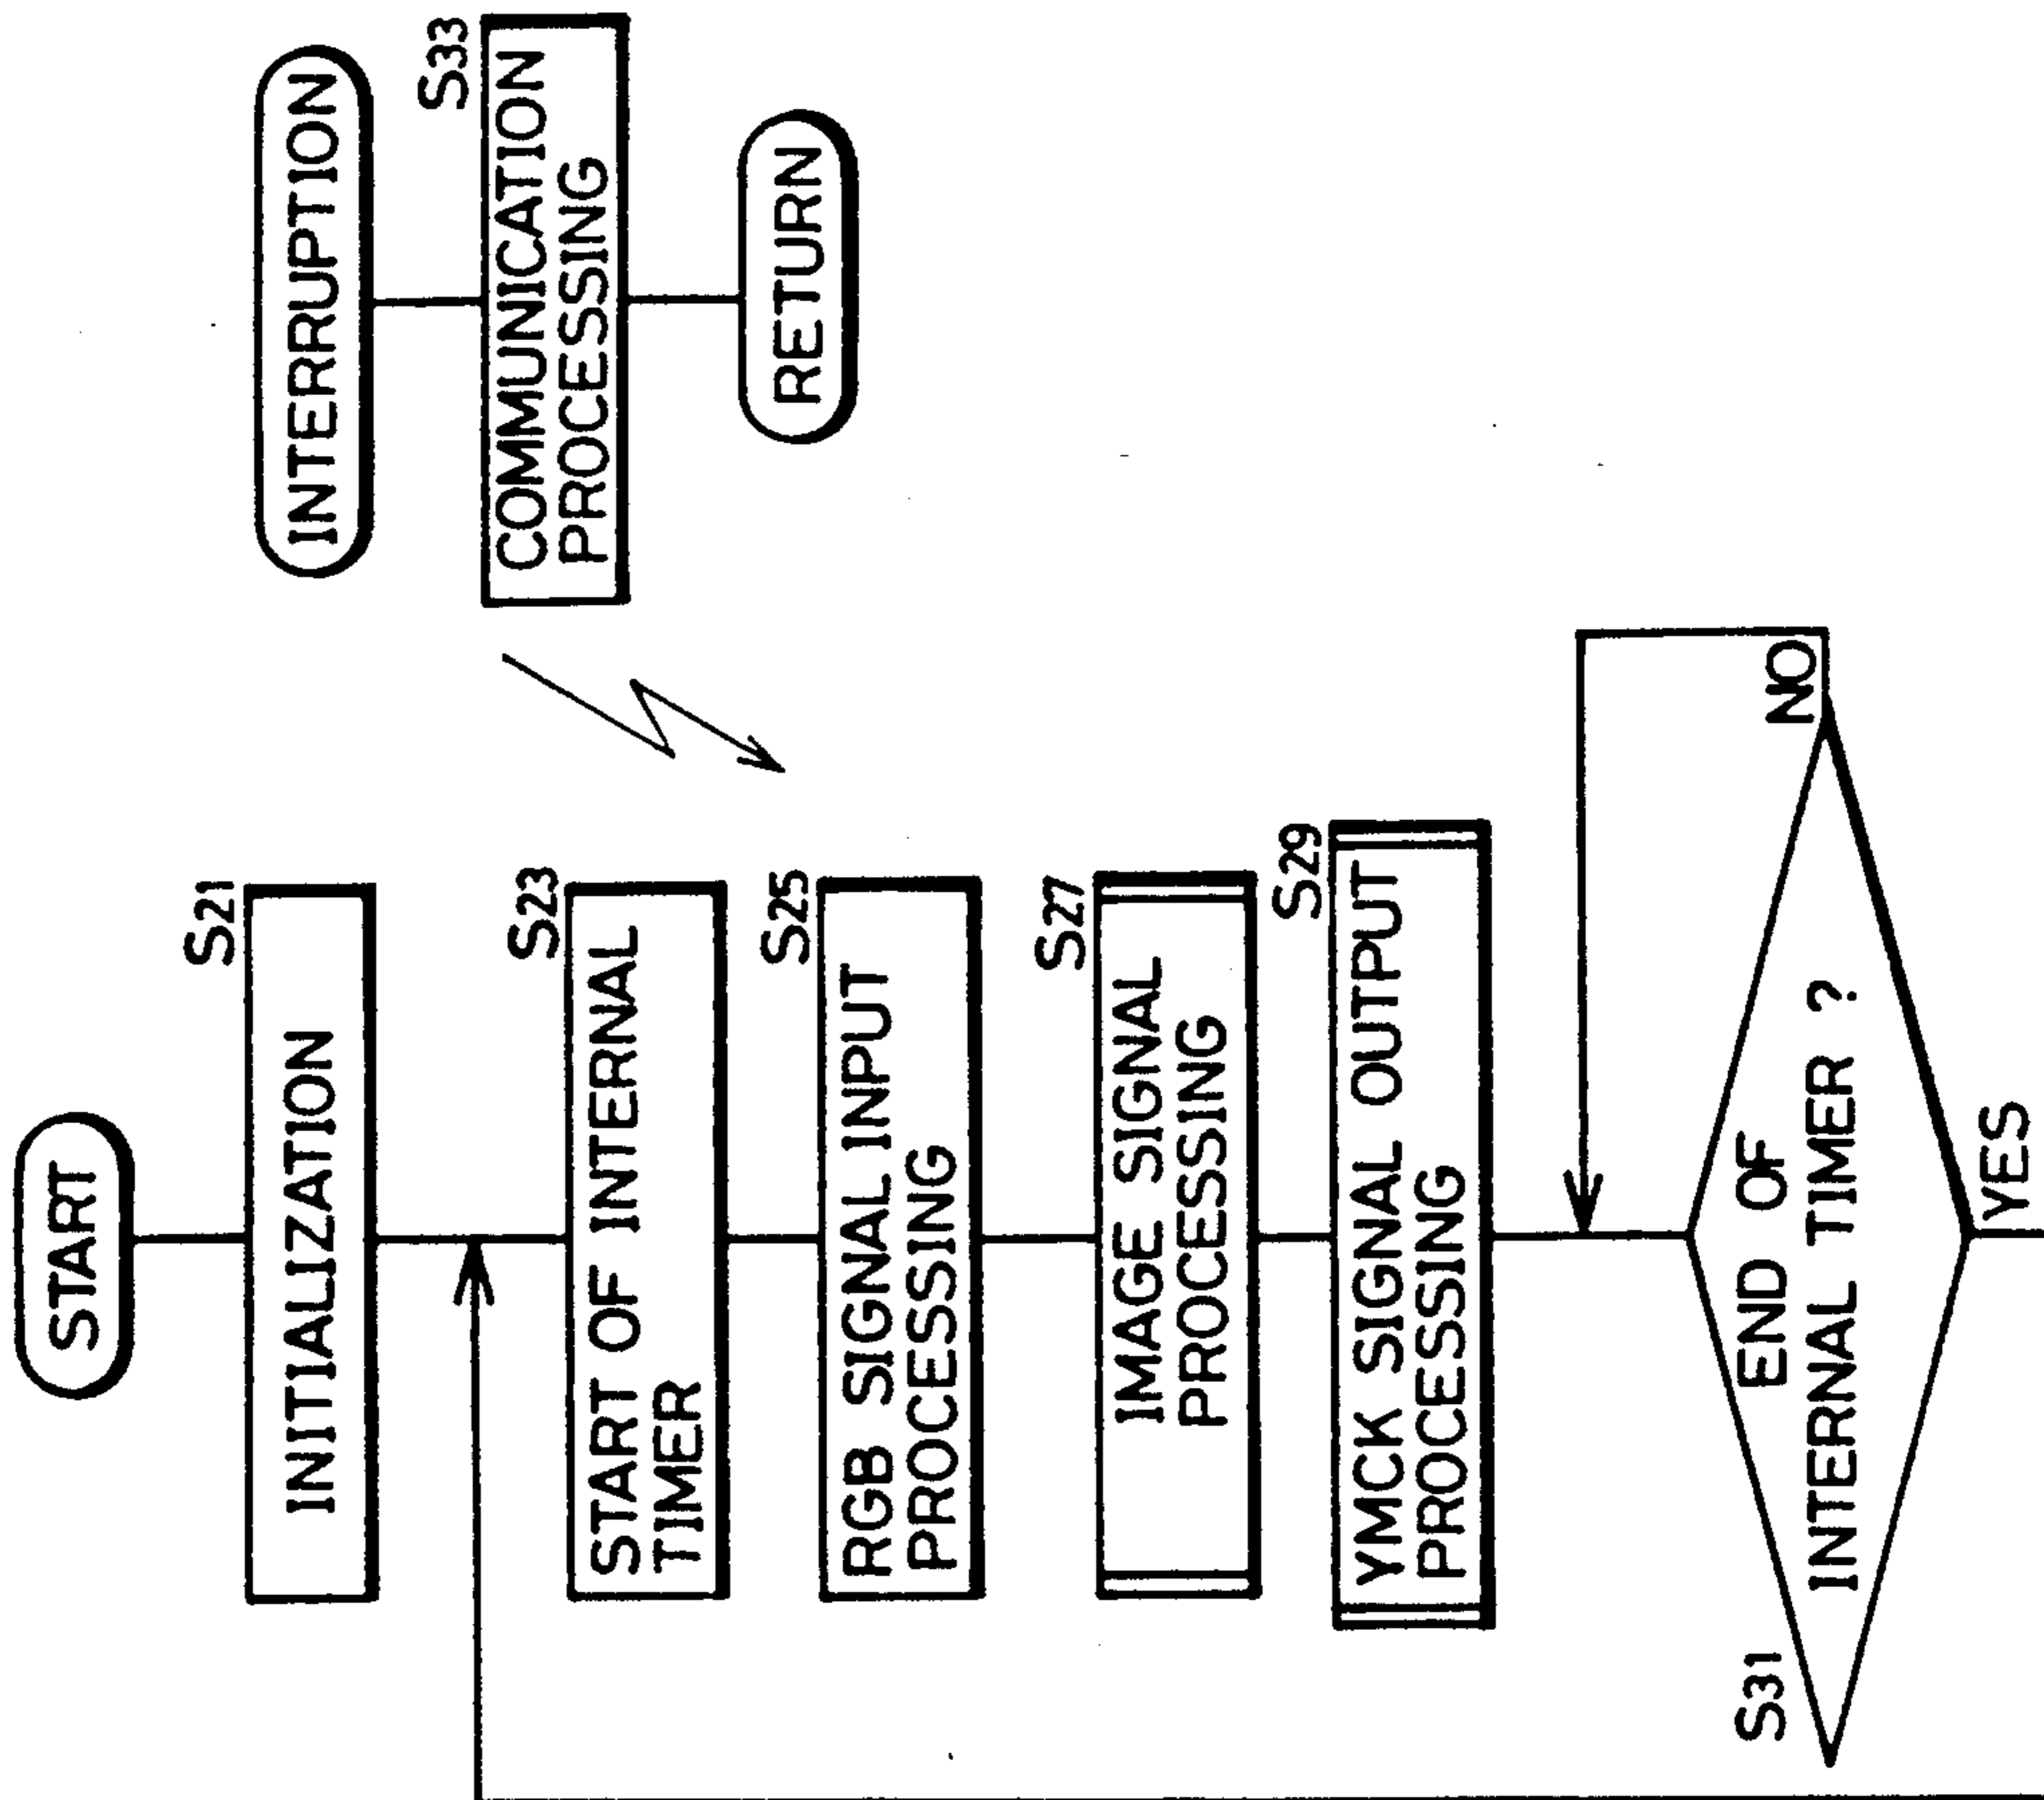 START
S21
INITIALIZATION
S23
START OF INTERNAL
TIMER
S25
RGB SIGNAL INPUT
PROCESSING
S27
IMAGE SIGNAL
PROCESSING
S29
YMCK SIGNAL OUTPUT
PROCESSING
S31
END OF
INTERNAL TIMER ?
NO
YES
INTERRUPTION
S33
COMMUNICATION
PROCESSING
RETURN